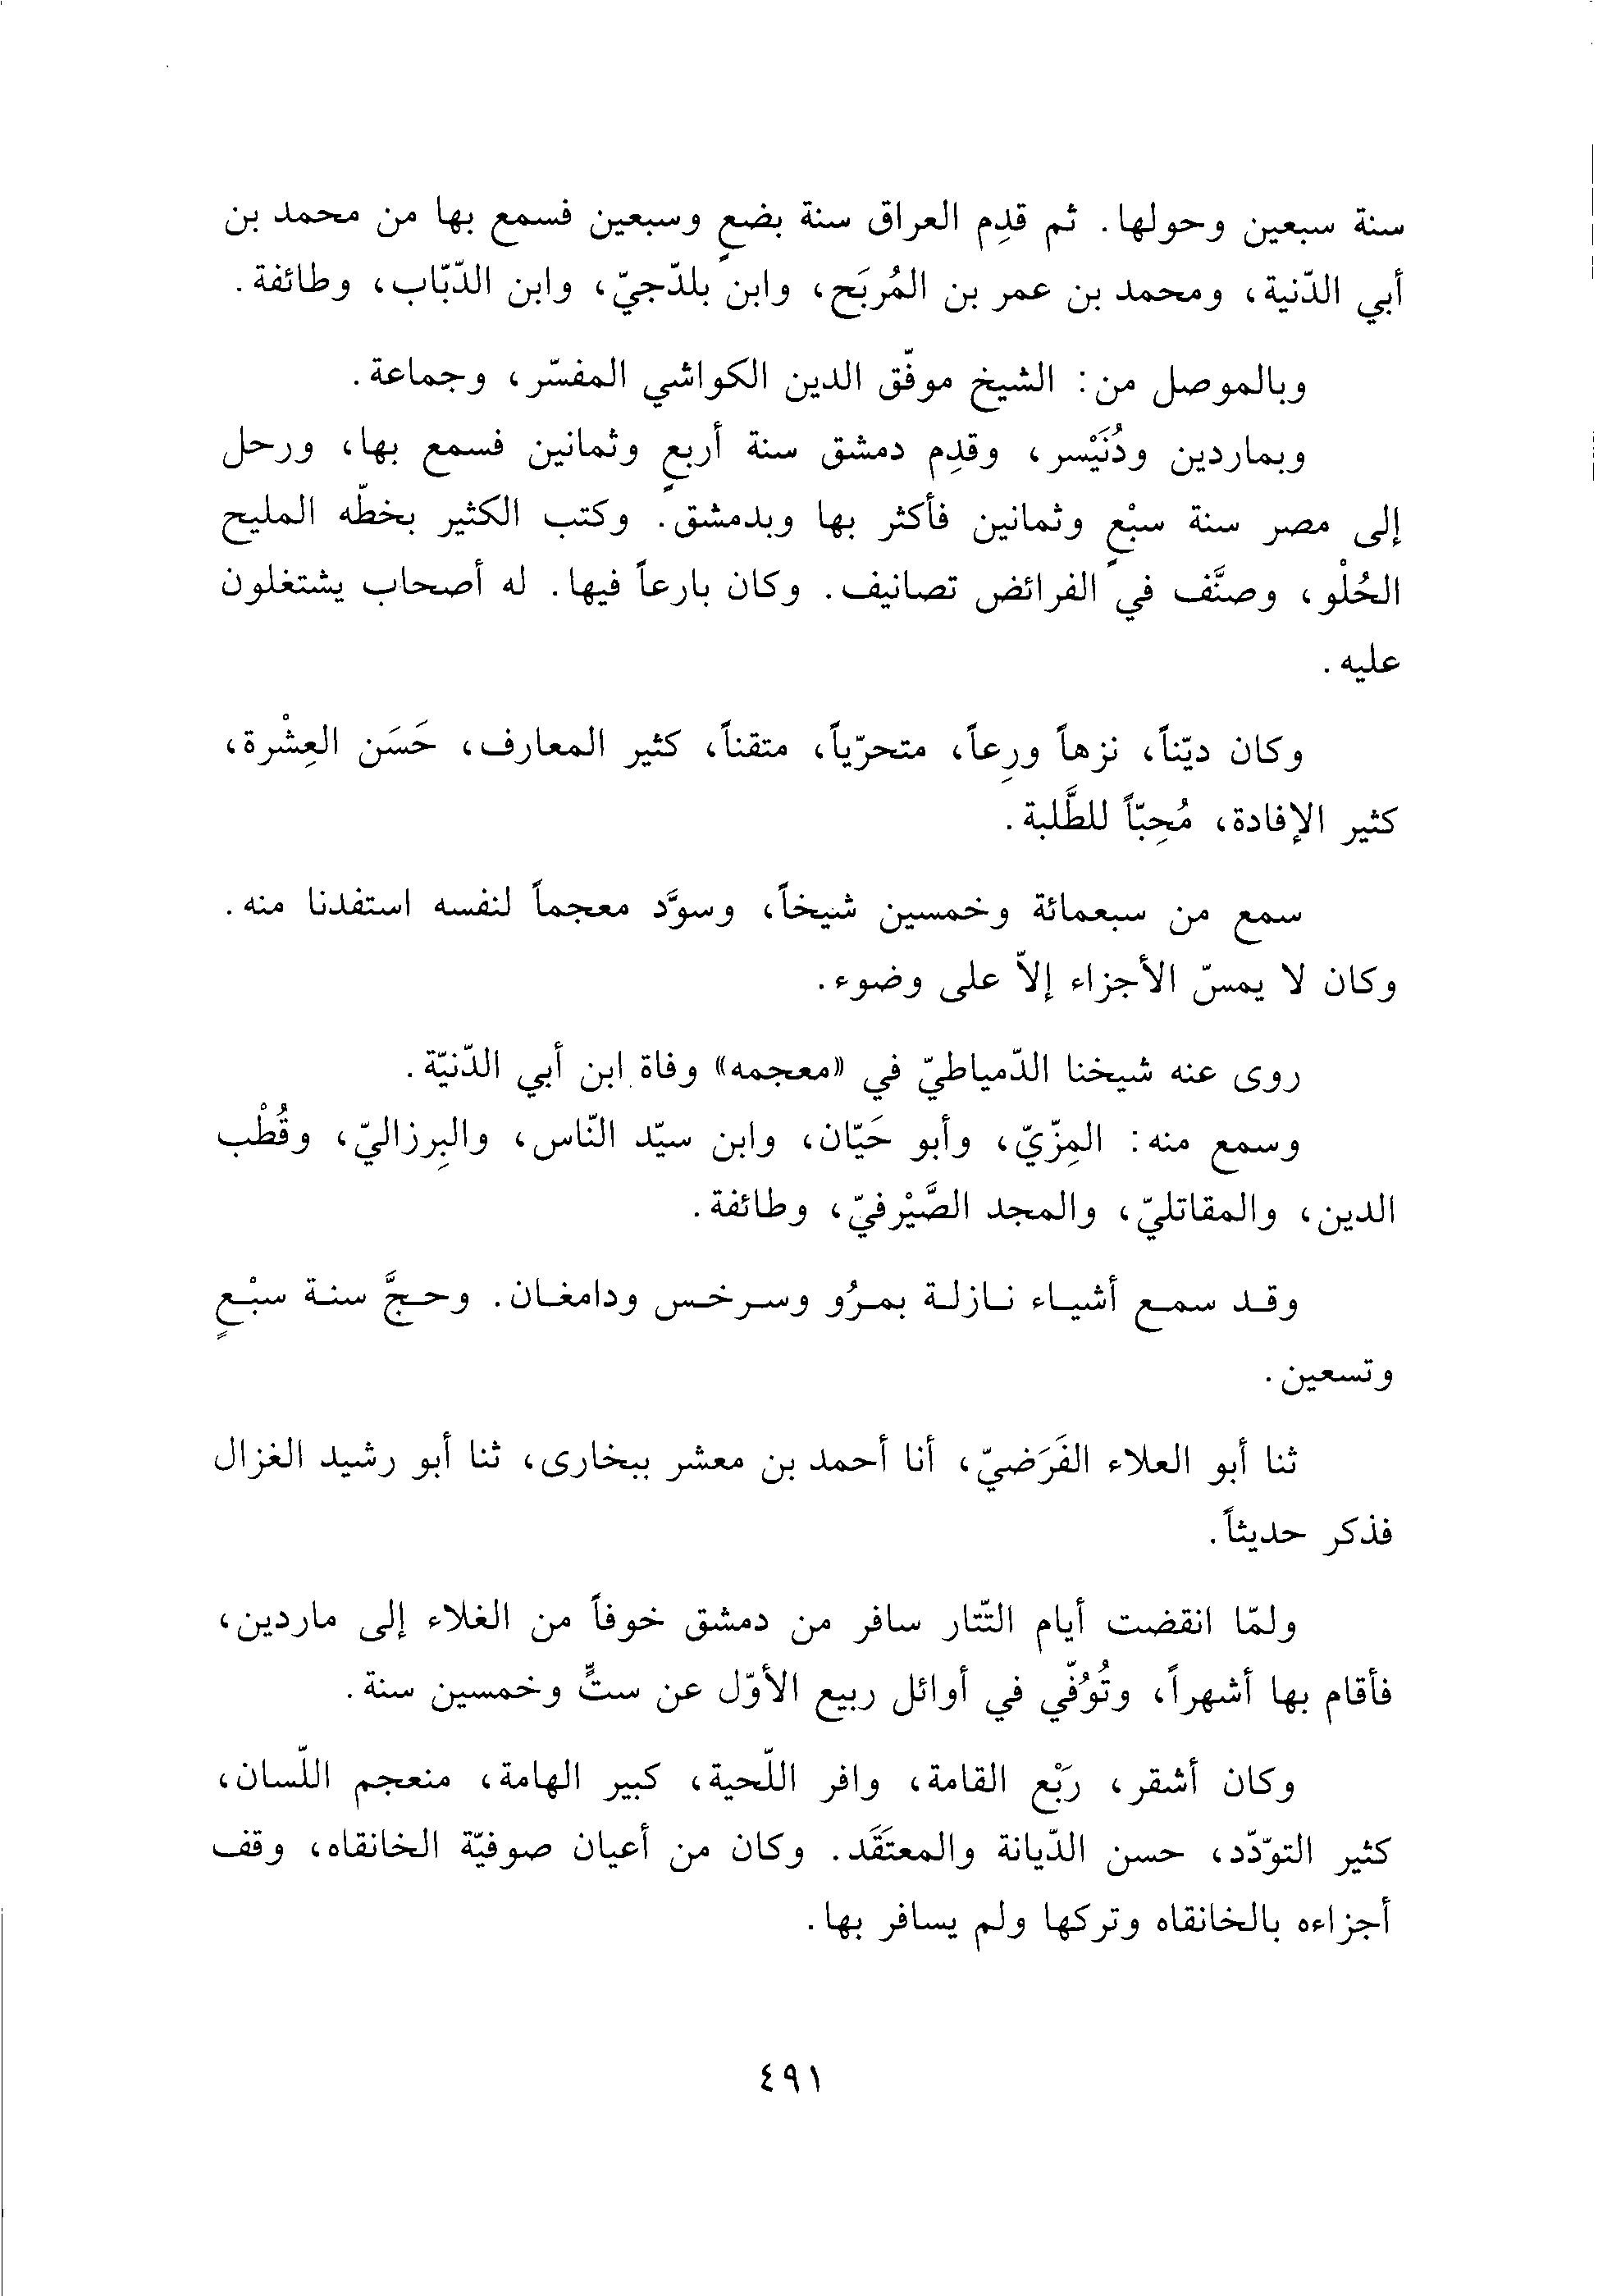 سنة سبعين وحولها. ثم قدِم العراق سنة بضعٍ وسبعين فسمع بها من محمد بن
أبي الدّنية، ومحمد بن عمر بن المُربَح، وابن بلدّجيّ، وابن الدّبّاب، وطائفة.
وبالموصل من: الشيخ موفّق الدين الكواشي المفسّر، وجماعة.
وبماردين ودُنَيْسر، وقدِم دمشق سنة أربعٍ وثمانين فسمع بها، ورحل
إلى مصر سنة سبْعٍ وثمانين فأكثر بها وبدمشق. وكتب الكثير بخطّه المليح
الحُلْو، وصنَّف في الفرائض تصانيف. وكان بارعاً فيها. له أصحاب يشتغلون
عليه.
وكان ديّناً، نزهاً ورِعاً، متحرّياً، متقناً، كثير المعارف، حَسَن العِشْرة،
كثير الإفادة، مُحِبّاً للطَّلبة.
سمع من سبعمائة وخمسين شيخاً، وسوَّد معجماً لنفسه استفدنا منه.
وكان لا يمسّ الأجزاء إلاّ على وضوء.
روى عنه شيخنا الدّمياطيّ في «معجمه» وفاة ابن أبي الدّنيّة.
وسمع منه: المِزّيّ، وأبو حَيّان، وابن سيّد النّاس، والبِرزاليّ، وقُطْب
الدين، والمقاتليّ، والمجد الصَّيْرفيّ، وطائفة.
وقد سمع أشياء نازلة بمرُو وسرخس ودامغان. وحجَّ سنة سبْعٍ
وتسعين.
ثنا أبو العلاء الفَرَضيّ، أنا أحمد بن معشر ببخارى، ثنا أبو رشيد الغزال
فذكر حديثاً.
ولمّا انقضت أيام التّتار سافر من دمشق خوفاً من الغلاء إلى ماردين،
فأقام بها أشهراً، وتُوُفّي في أوائل ربيع الأوّل عن ستٍّ وخمسين سنة.
وكان أشقر، رَبْع القامة، وافر اللّحية، كبير الهامة، منعجم اللّسان،
كثير التوّدّد، حسن الدّيانة والمعتَقَد. وكان من أعيان صوفيّة الخانقاه، وقف
أجزاءه بالخانقاه وتركها ولم يسافر بها.
٤٩١